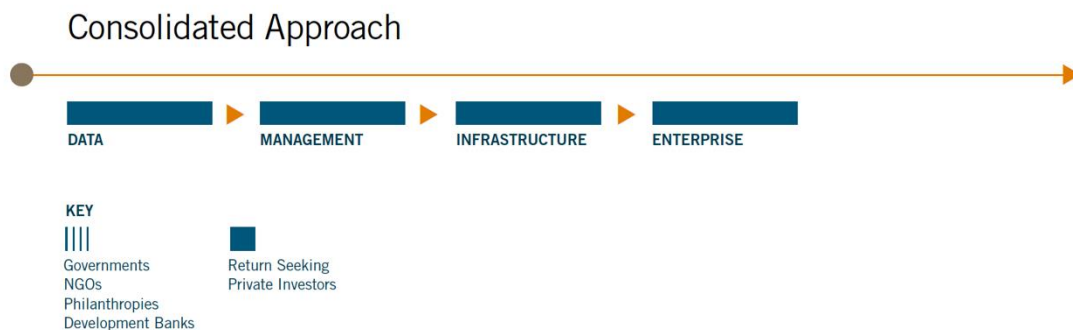 Consolidated Approach
DATA
MANAGEMENT
INFRASTRUCTURE
ENTERPRISE
KEY
Governments
NGOs
Philanthropies
Development Banks
Return Seeking
Private Investors